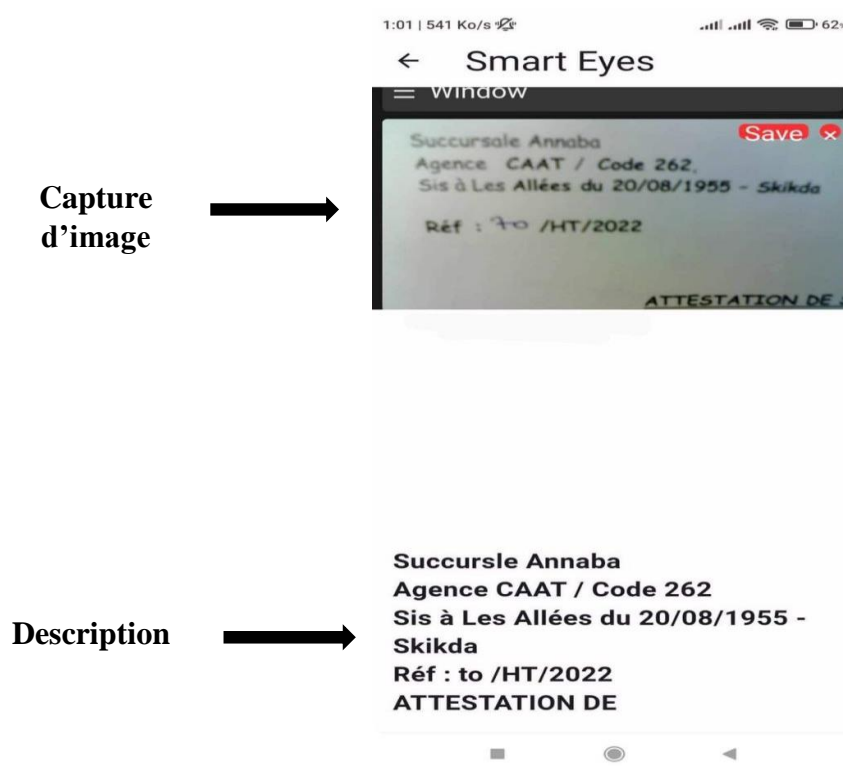 1:01 | 541 Ko/s
62
← Smart Eyes
Window
Save ×
Succursale Annaba
Agence CAAT / Code 262,
Sis à Les Allées du 20/08/1955 - Skikda
Réf : 70 /HT/2022
ATTESTATION DE
Capture
d’image
Description
Succursle Annaba
Agence CAAT / Code 262
Sis à Les Allées du 20/08/1955 -
Skikda
Réf : to /HT/2022
ATTESTATION DE